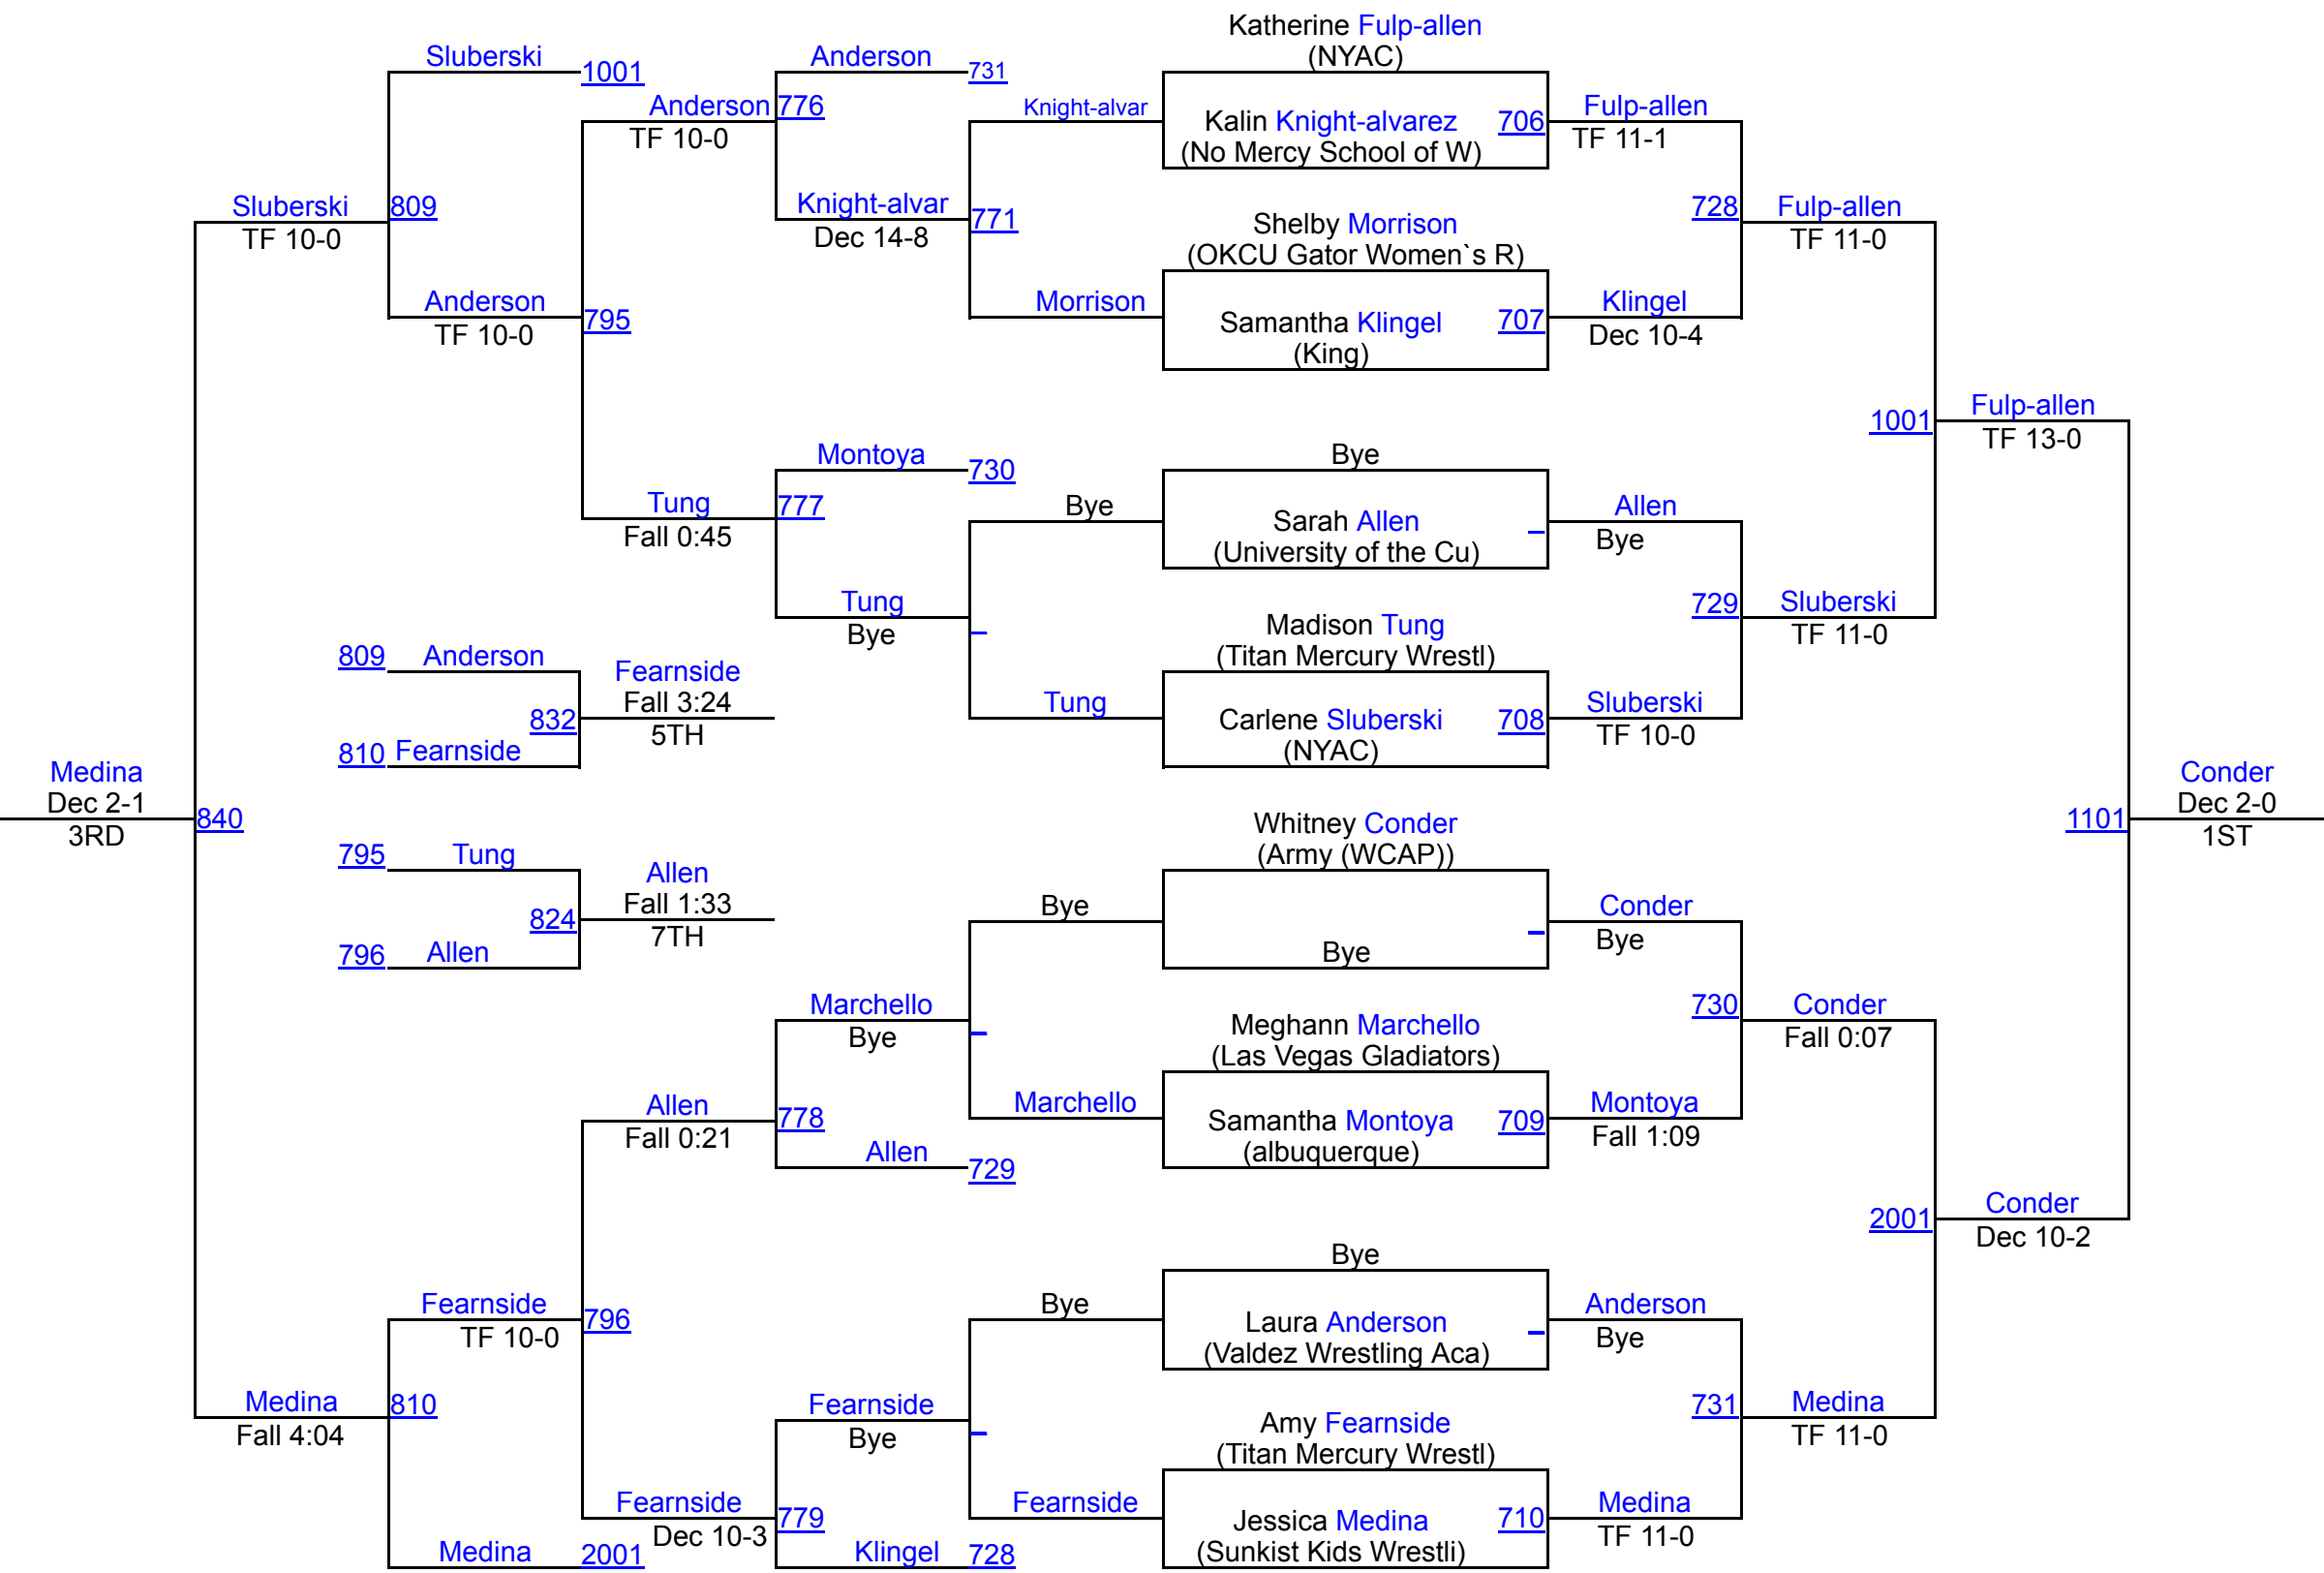 Katherine Fulp-allen
(NYAC)
Sluberski
1001
Anderson
731
Anderson
776
TF 10-0
Knight-alvar
Kalin Knight-alvarez
706
(No Mercy School of W)
Fulp-allen
TF 11-1
Sluberski
809
TF 10-0
Knight-alvar
771
Dec 14-8
Shelby Morrison
(OKCU Gator Women`s R)
728
Fulp-allen
TF 11-0
Anderson
795
TF 10-0
Morrison
Samantha Klingel
707
(King)
Klingel
Dec 10-4
1001
Fulp-allen
TF 13-0
Montoya
730
Bye
Tung
777
Fall 0:45
Bye
Sarah Allen
(University of the Cu)
Allen
Bye
Tung
Bye
Madison Tung
(Titan Mercury Wrestl)
729
Sluberski
TF 11-0
809
Anderson
Fearnside
Fall 3:24
5TH
832
810
Fearnside
Tung
Carlene Sluberski
708
(NYAC)
Sluberski
TF 10-0
Medina
Dec 2-1
3RD
840
Whitney Conder
(Army (WCAP))
1101
Conder
Dec 2-0
1ST
795
Tung
Allen
Fall 1:33
7TH
824
796
Allen
Bye
Bye
Conder
Bye
Marchello
Bye
Meghann Marchello
(Las Vegas Gladiators)
730
Conder
Fall 0:07
Allen
778
Fall 0:21
Marchello
Samantha Montoya
709
(albuquerque)
Montoya
Fall 1:09
Allen
729
2001
Conder
Dec 10-2
Bye
Fearnside
796
TF 10-0
Bye
Laura Anderson
(Valdez Wrestling Aca)
Anderson
Bye
Medina
810
Fall 4:04
Fearnside
Bye
Amy Fearnside
(Titan Mercury Wrestl)
731
Medina
TF 11-0
Fearnside
779
Dec 10-3
Fearnside
Jessica Medina
710
(Sunkist Kids Wrestli)
Medina
TF 11-0
Medina
2001
Klingel
728